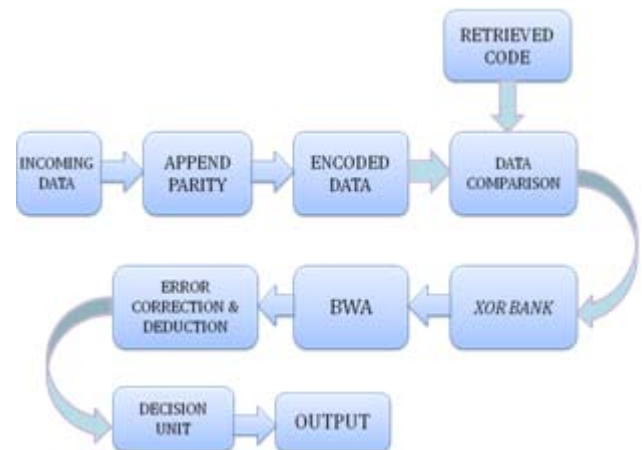 RETRIEVED
CODE
INCOMING
DATA
APPEND
PARITY
ENCODED
DATA
DATA
COMPARISON
ERROR
CORRECTION &
DEDUCTION
BWA
XOR BANK
DECISION
UNIT
OUTPUT